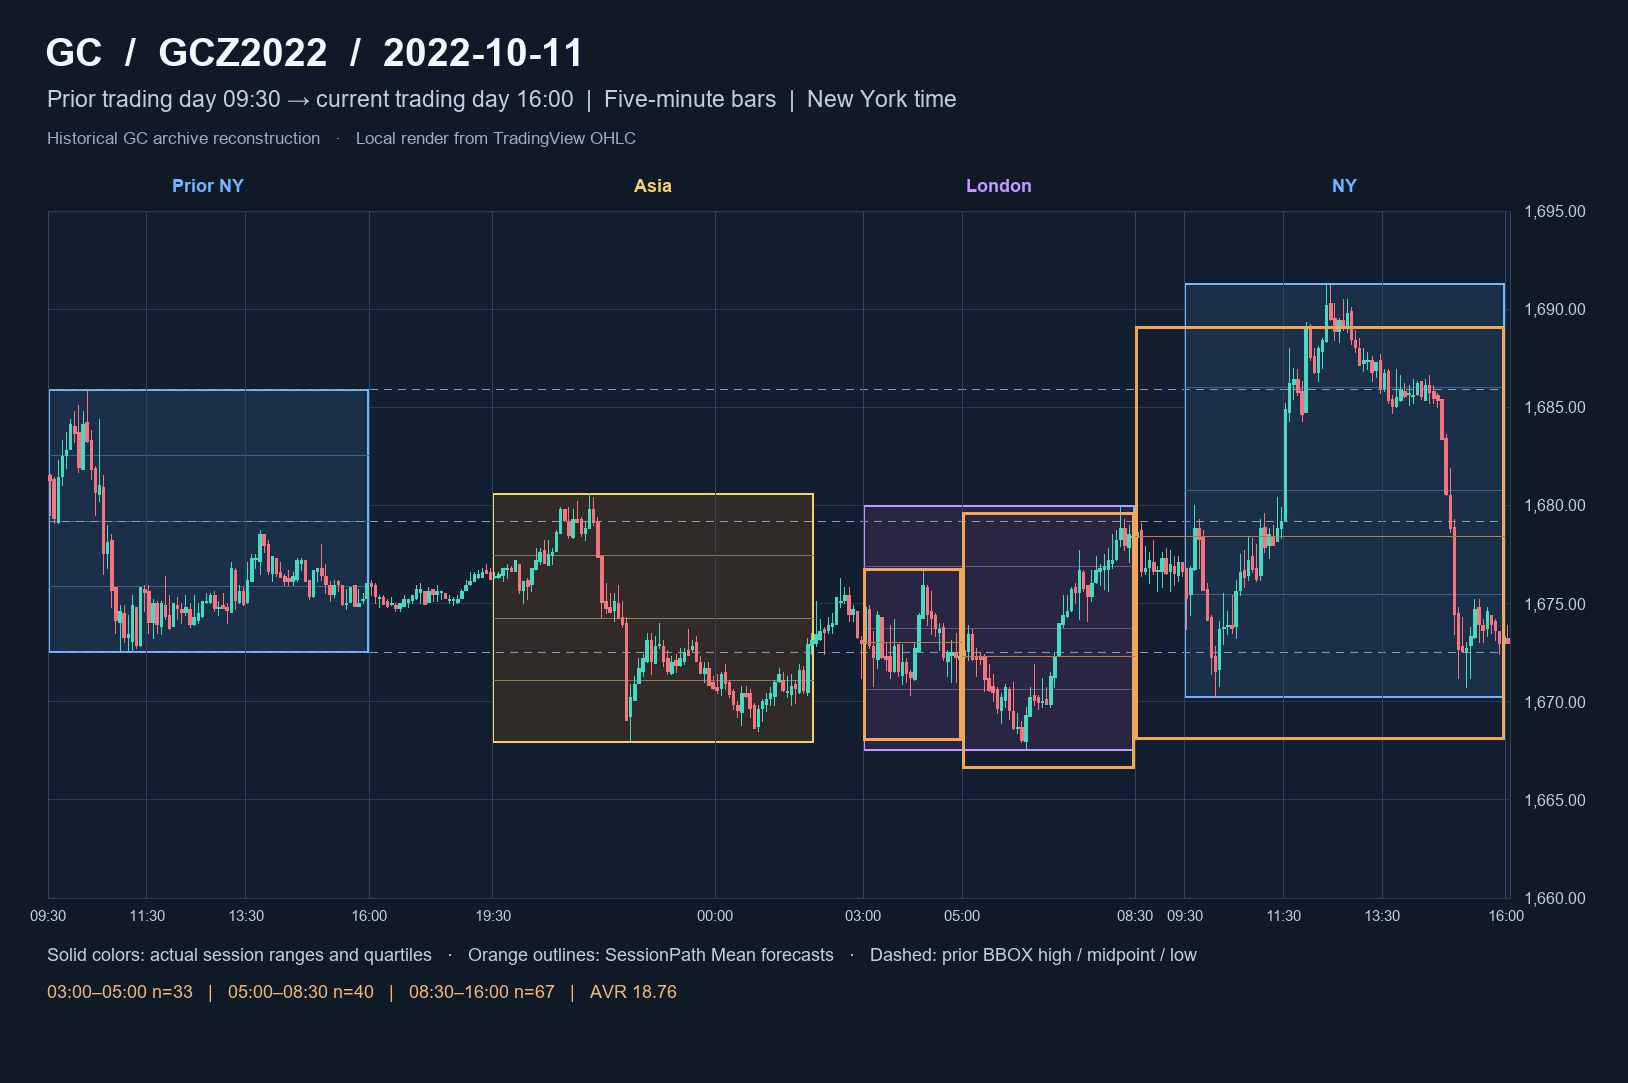 GC / GCZ2022 / 2022-10-11
Prior trading day 09:30 → current trading day 16:00 | Five-minute bars | New York time
Historical GC archive reconstruction · Local render from TradingView OHLC
Prior NY Asia London NY
1,695.00
1,690.00
1,685.00
1,680.00
1,675.00
1,670.00
1,665.00
1,660.00
09:30 11:30 13:30 16:00 19:30 00:00 03:00 05:00 08:30 09:30 11:30 13:30 16:00
Solid colors: actual session ranges and quartiles · Orange outlines: SessionPath Mean forecasts · Dashed: prior BBOX high / midpoint / low
03:00–05:00 n=33 | 05:00–08:30 n=40 | 08:30–16:00 n=67 | AVR 18.76